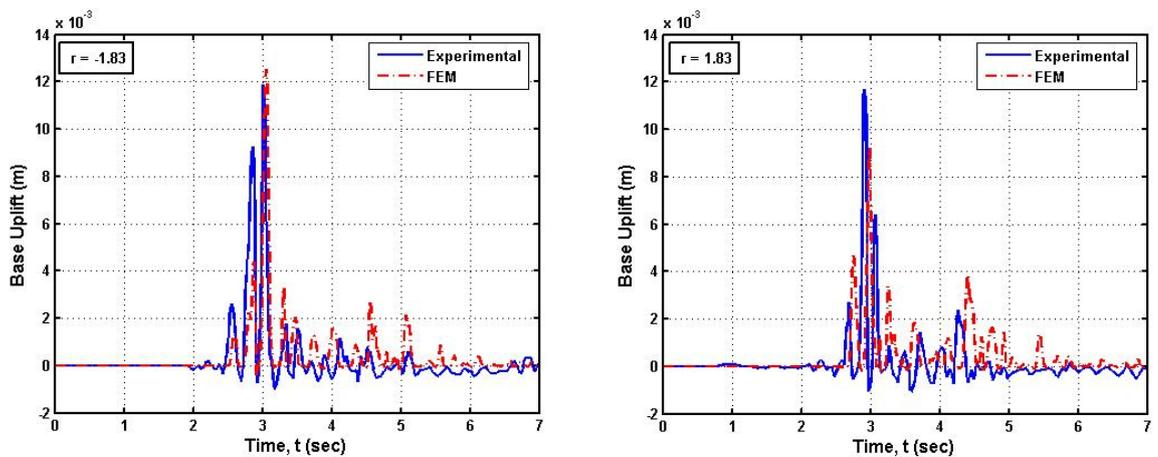 x 10⁻³
14
12
10
8
6
4
2
0
-2
0 1 2 3 4 5 6 7
Base Uplift (m)
Time, t (sec)
r = -1.83
Experimental
FEM
x 10⁻³
14
12
10
8
6
4
2
0
-2
0 1 2 3 4 5 6 7
Base Uplift (m)
Time, t (sec)
r = 1.83
Experimental
FEM